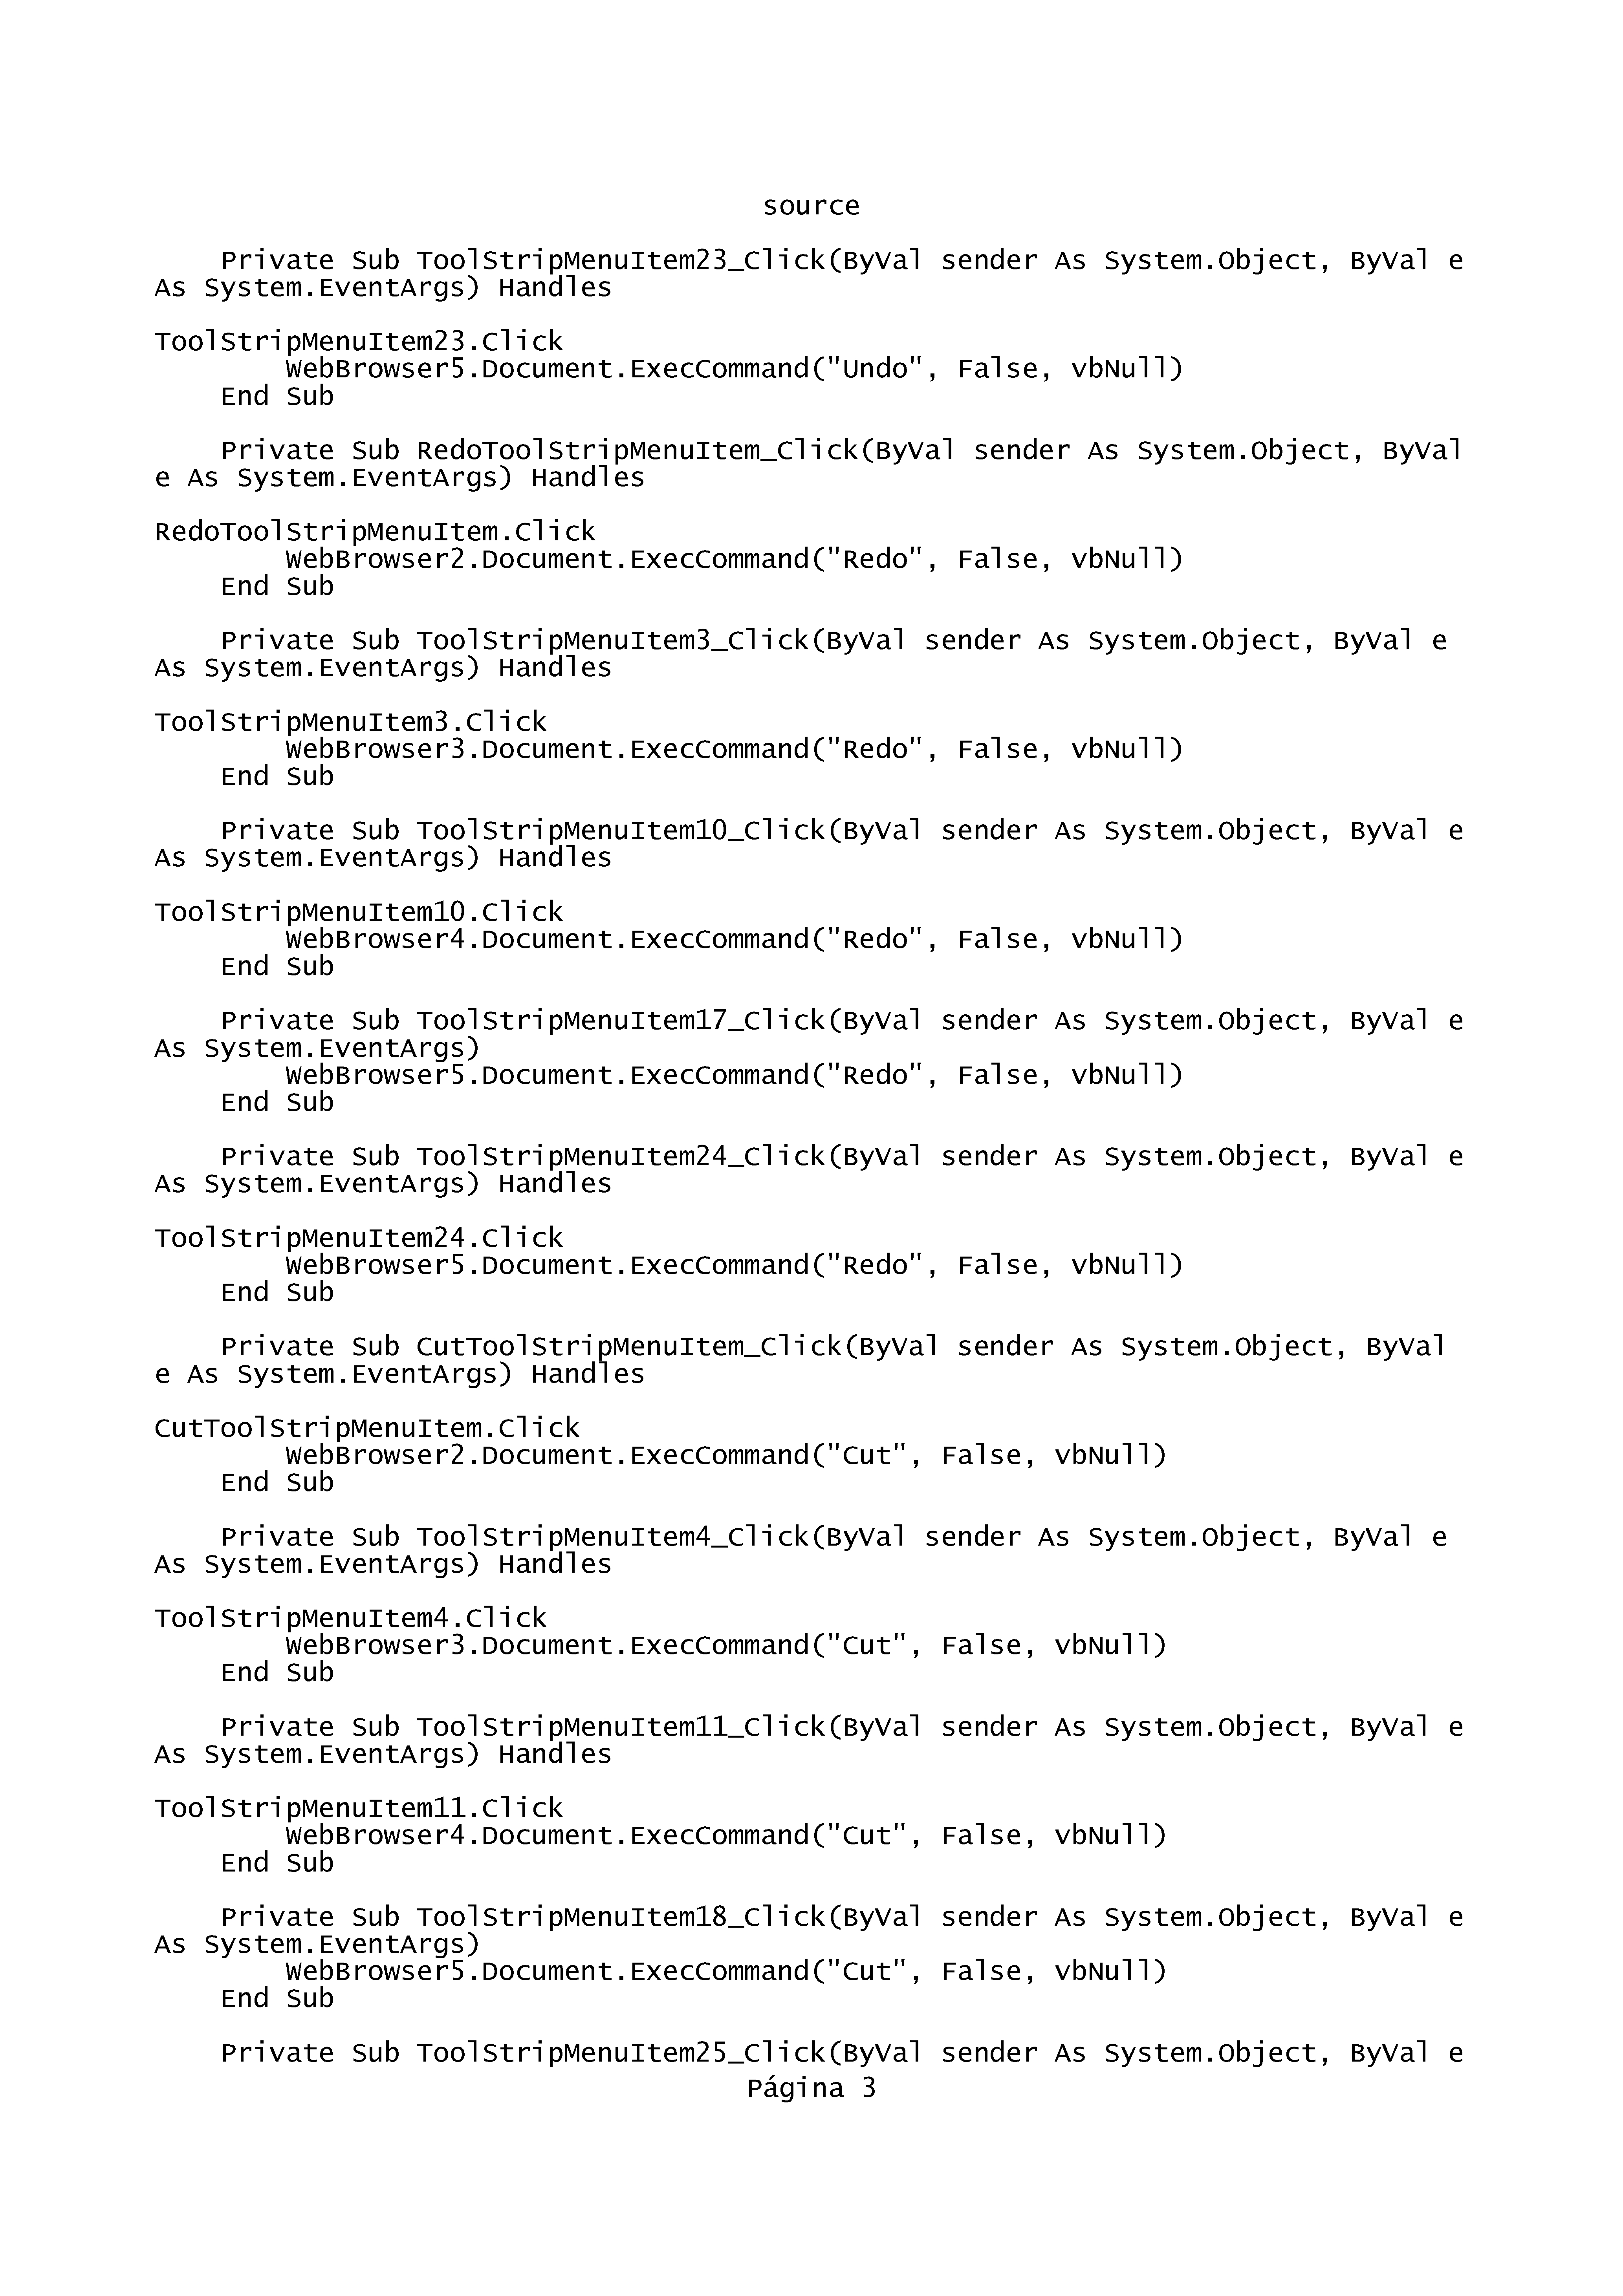 source
Private Sub ToolStripMenuItem23_Click(ByVal sender As System.Object, ByVal e
As System.EventArgs) Handles
ToolStripMenuItem23.Click
WebBrowser5.Document.ExecCommand("Undo", False, vbNull)
End Sub
Private Sub RedoToolStripMenuItem_Click(ByVal sender As System.Object, ByVal
e As System.EventArgs) Handles
RedoToolStripMenuItem.Click
WebBrowser2.Document.ExecCommand("Redo", False, vbNull)
End Sub
Private Sub ToolStripMenuItem3_Click(ByVal sender As System.Object, ByVal e
As System.EventArgs) Handles
ToolStripMenuItem3.Click
WebBrowser3.Document.ExecCommand("Redo", False, vbNull)
End Sub
Private Sub ToolStripMenuItem10_Click(ByVal sender As System.Object, ByVal e
As System.EventArgs) Handles
ToolStripMenuItem10.Click
WebBrowser4.Document.ExecCommand("Redo", False, vbNull)
End Sub
Private Sub ToolStripMenuItem17_Click(ByVal sender As System.Object, ByVal e
As System.EventArgs)
WebBrowser5.Document.ExecCommand("Redo", False, vbNull)
End Sub
Private Sub ToolStripMenuItem24_Click(ByVal sender As System.Object, ByVal e
As System.EventArgs) Handles
ToolStripMenuItem24.Click
WebBrowser5.Document.ExecCommand("Redo", False, vbNull)
End Sub
Private Sub CutToolStripMenuItem_Click(ByVal sender As System.Object, ByVal
e As System.EventArgs) Handles
CutToolStripMenuItem.Click
WebBrowser2.Document.ExecCommand("Cut", False, vbNull)
End Sub
Private Sub ToolStripMenuItem4_Click(ByVal sender As System.Object, ByVal e
As System.EventArgs) Handles
ToolStripMenuItem4.Click
WebBrowser3.Document.ExecCommand("Cut", False, vbNull)
End Sub
Private Sub ToolStripMenuItem11_Click(ByVal sender As System.Object, ByVal e
As System.EventArgs) Handles
ToolStripMenuItem11.Click
WebBrowser4.Document.ExecCommand("Cut", False, vbNull)
End Sub
Private Sub ToolStripMenuItem18_Click(ByVal sender As System.Object, ByVal e
As System.EventArgs)
WebBrowser5.Document.ExecCommand("Cut", False, vbNull)
End Sub
Private Sub ToolStripMenuItem25_Click(ByVal sender As System.Object, ByVal e
Página 3